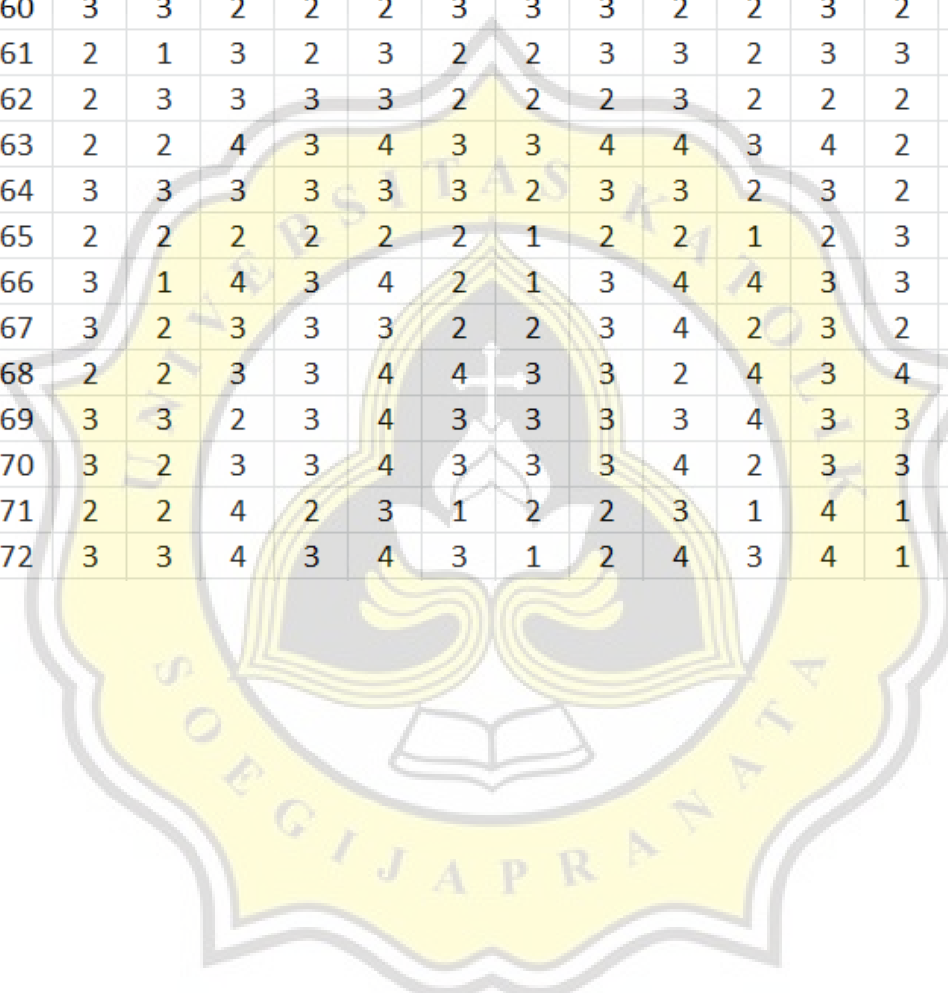 60 3 3 2 2 2 3 3 3 2 2 3 2
61 2 1 3 2 3 2 2 3 3 2 3 3
62 2 3 3 3 3 2 2 2 3 2 2 2
63 2 2 4 3 4 3 3 4 4 3 4 2
64 3 3 3 3 3 3 2 3 3 2 3 2
65 2 2 2 2 2 2 1 2 2 1 2 3
66 3 1 4 3 4 2 1 3 4 4 3 3
67 3 2 3 3 3 2 2 3 4 2 3 2
68 2 2 3 3 4 4 3 3 2 4 3 4
69 3 3 2 3 4 3 3 3 3 4 3 3
70 3 2 3 3 4 3 3 3 4 2 3 3
71 2 2 4 2 3 1 2 2 3 1 4 1
72 3 3 4 3 4 3 1 2 4 3 4 1
UNIVERSITAS KATOLIK
SOEGIJAPRANATA